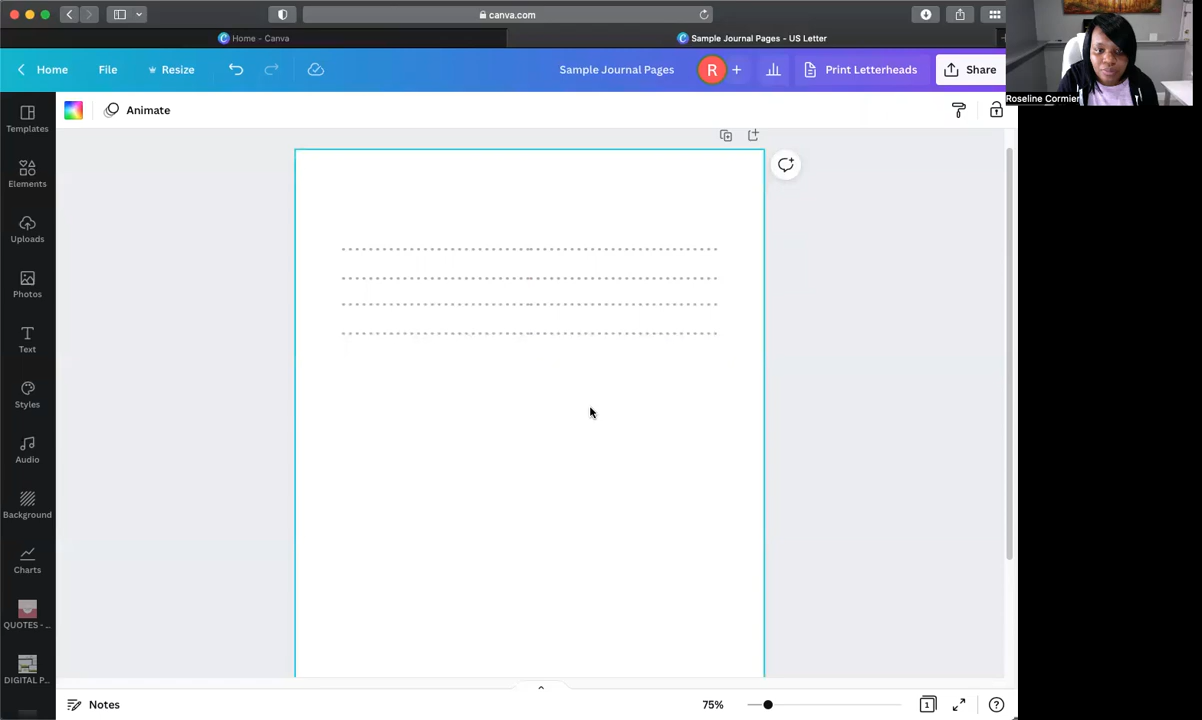 canva.com
Home - Canva
Sample Journal Pages - US Letter
Home
File
Resize
Sample Journal Pages
R
Print Letterheads
Share
Roseline Cormier
Animate
Templates
Elements
Uploads
Photos
Text
Styles
Audio
Background
Charts
QUOTES - ...
DIGITAL P...
Notes
75%
1